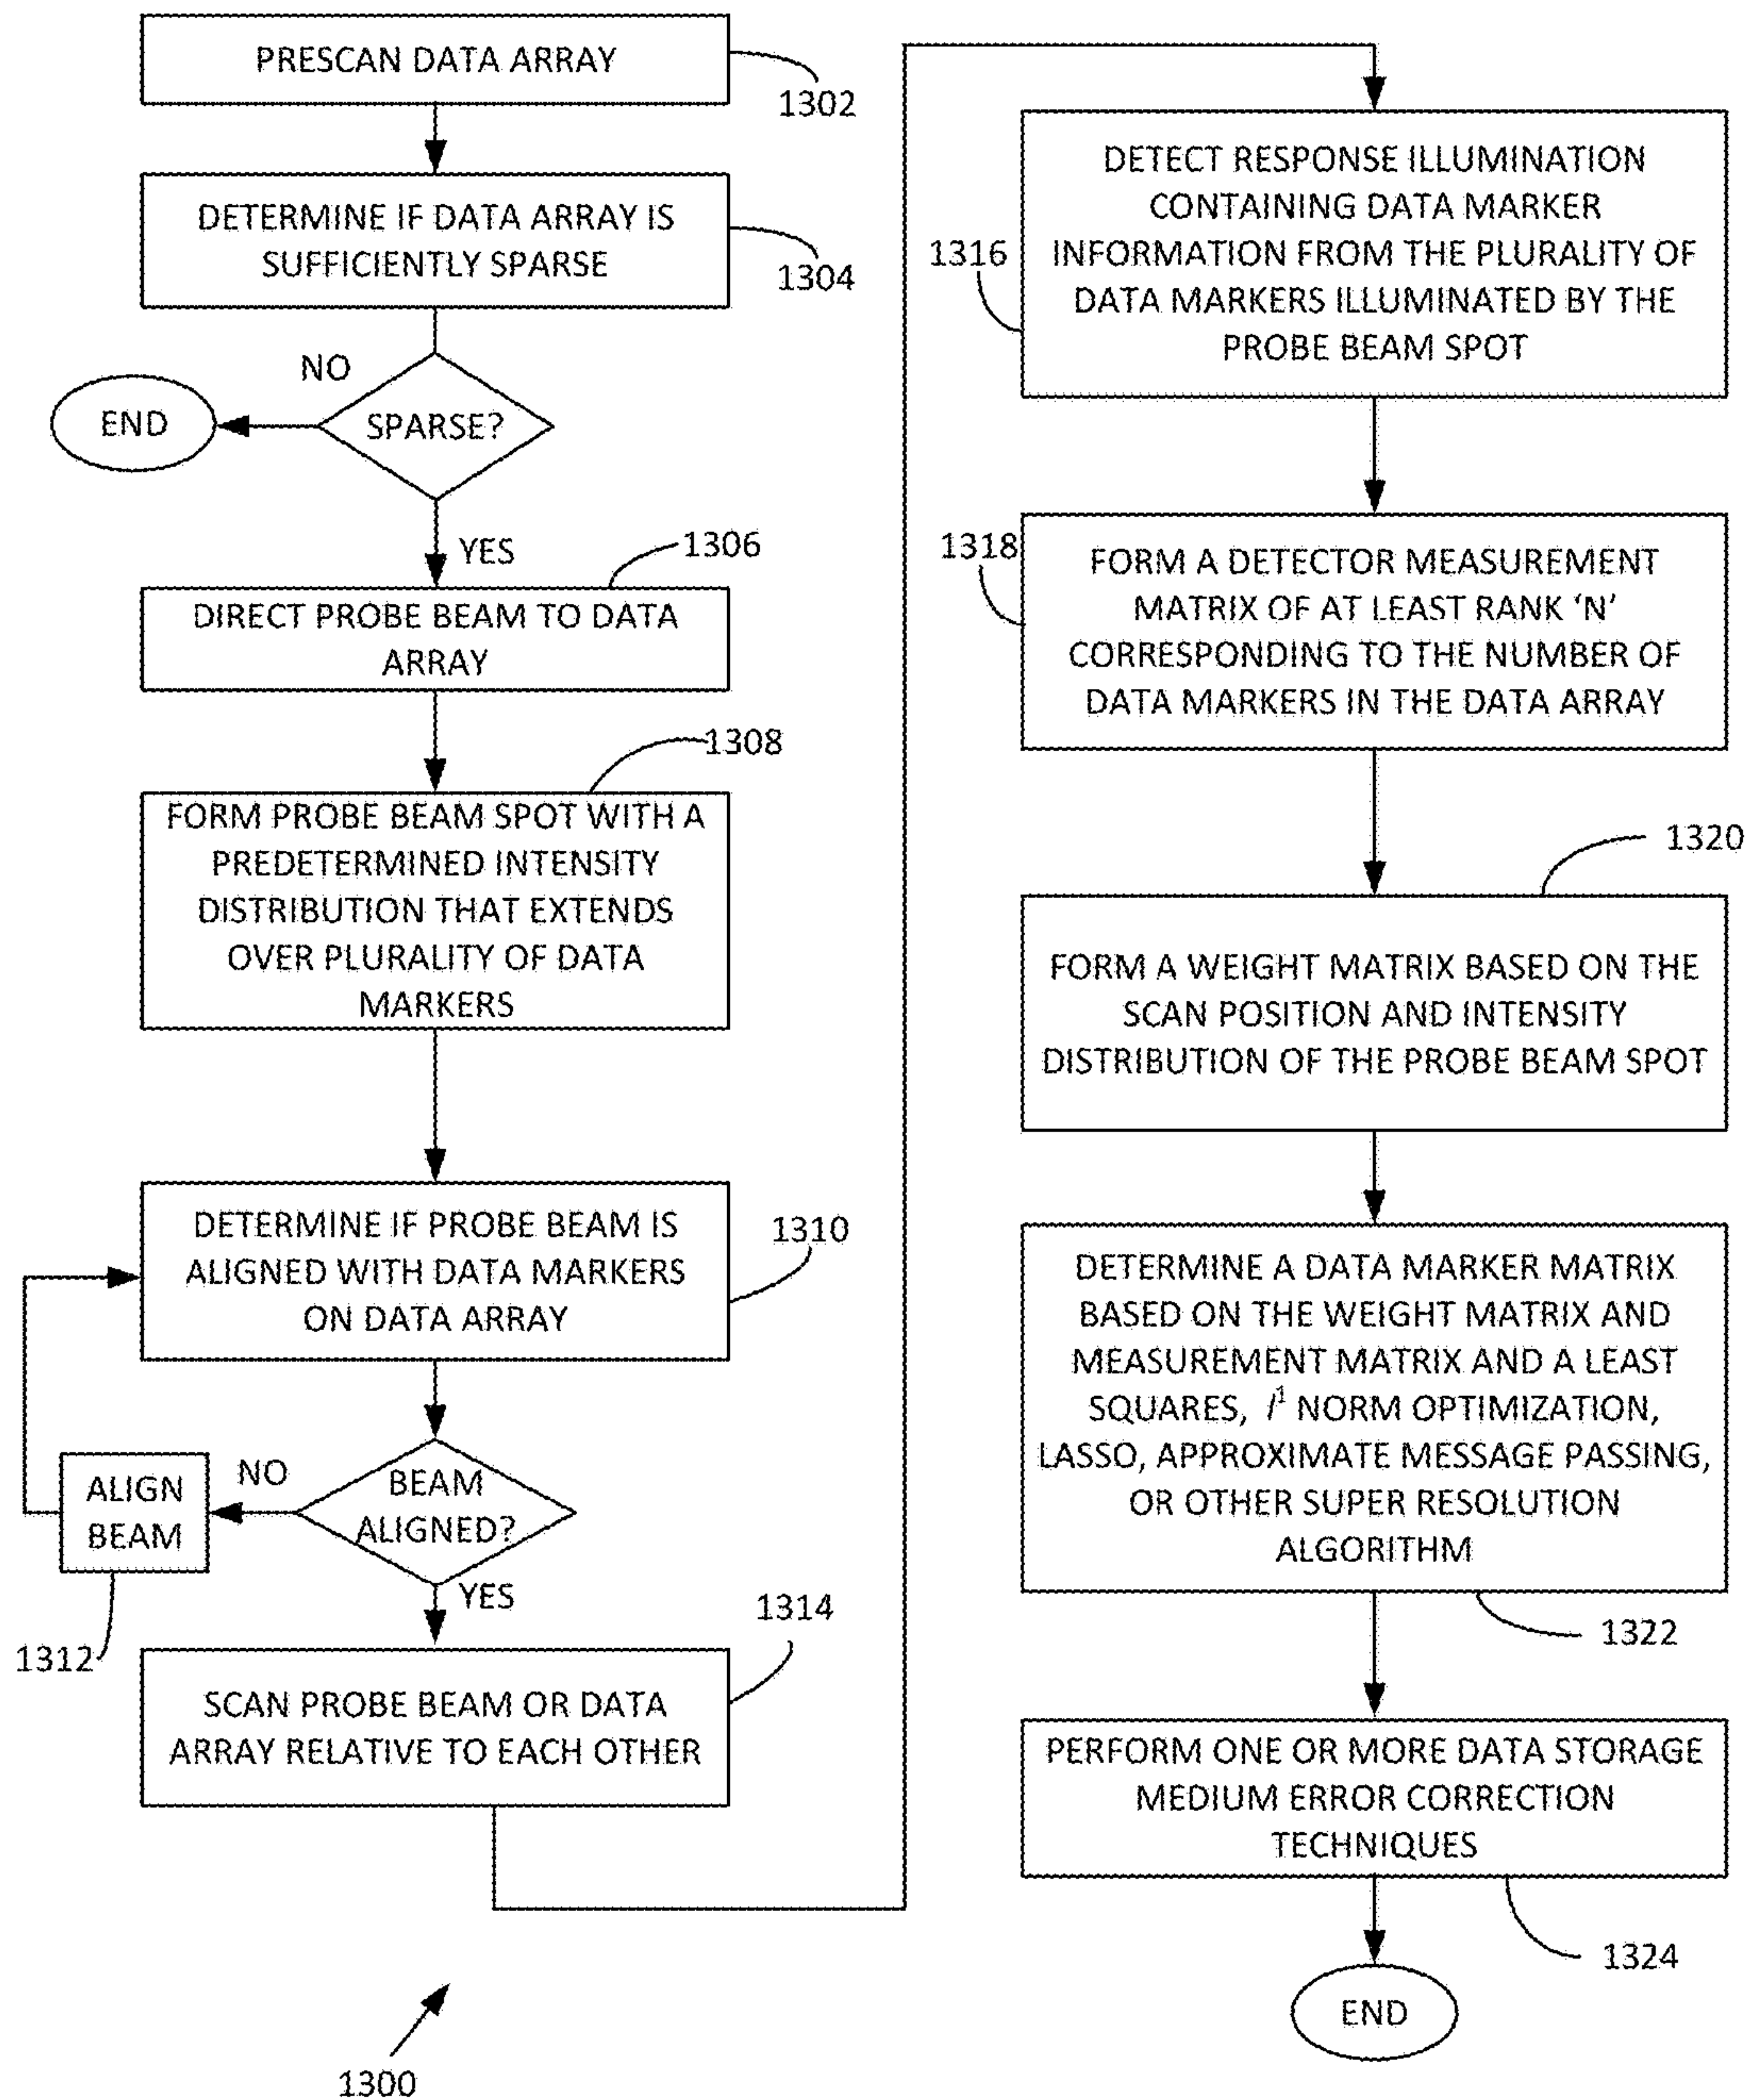 PRESCAN DATA ARRAY
1302
DETERMINE IF DATA ARRAY IS
SUFFICIENTLY SPARSE
1304
NO
SPARSE?
END
YES
1306
DIRECT PROBE BEAM TO DATA
ARRAY
1308
FORM PROBE BEAM SPOT WITH A
PREDETERMINED INTENSITY
DISTRIBUTION THAT EXTENDS
OVER PLURALITY OF DATA
MARKERS
DETERMINE IF PROBE BEAM IS
ALIGNED WITH DATA MARKERS
ON DATA ARRAY
1310
BEAM
ALIGNED?
NO
ALIGN
BEAM
1312
YES
1314
SCAN PROBE BEAM OR DATA
ARRAY RELATIVE TO EACH OTHER
1300
DETECT RESPONSE ILLUMINATION
CONTAINING DATA MARKER
INFORMATION FROM THE PLURALITY OF
DATA MARKERS ILLUMINATED BY THE
PROBE BEAM SPOT
1316
1318
FORM A DETECTOR MEASUREMENT
MATRIX OF AT LEAST RANK ‘N’
CORRESPONDING TO THE NUMBER OF
DATA MARKERS IN THE DATA ARRAY
1320
FORM A WEIGHT MATRIX BASED ON THE
SCAN POSITION AND INTENSITY
DISTRIBUTION OF THE PROBE BEAM SPOT
DETERMINE A DATA MARKER MATRIX
BASED ON THE WEIGHT MATRIX AND
MEASUREMENT MATRIX AND A LEAST
SQUARES, l¹ NORM OPTIMIZATION,
LASSO, APPROXIMATE MESSAGE PASSING,
OR OTHER SUPER RESOLUTION
ALGORITHM
1322
PERFORM ONE OR MORE DATA STORAGE
MEDIUM ERROR CORRECTION
TECHNIQUES
1324
END